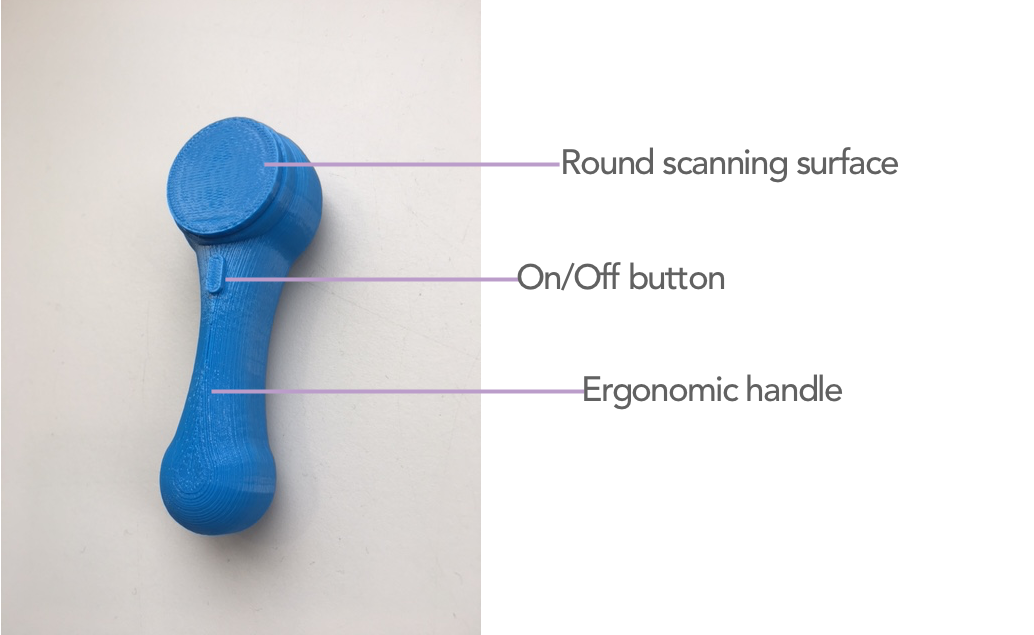 Round scanning surface
On/Off button
Ergonomic handle